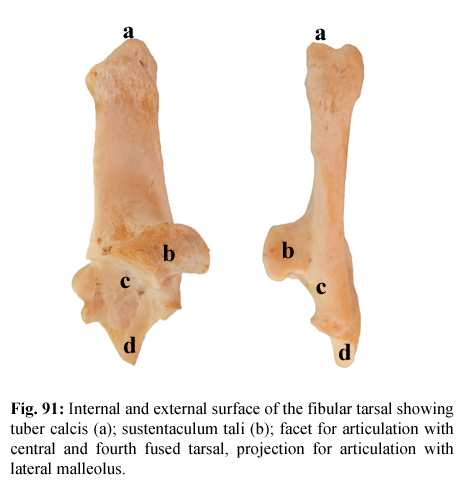 a a
b b
c c
d d
Fig. 91: Internal and external surface of the fibular tarsal showing
tuber calcis (a); sustentaculum tali (b); facet for articulation with
central and fourth fused tarsal, projection for articulation with
lateral malleolus.